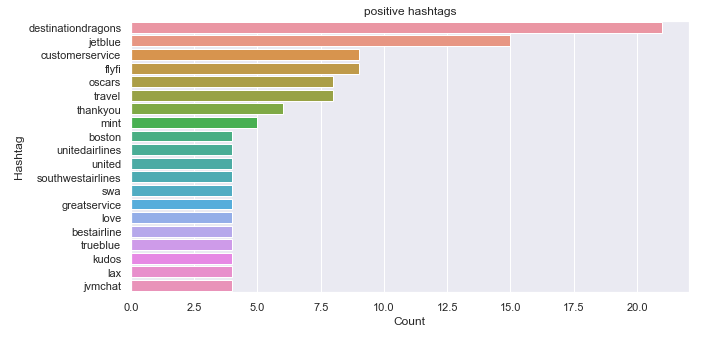 positive hashtags
destinationdragons
jetblue
customerservice
flyfi
oscars
travel
thankyou
mint
boston
unitedairlines
united
southwestairlines
swa
greatservice
love
bestairline
trueblue
kudos
lax
jvmchat
Hashtag
0.0 2.5 5.0 7.5 10.0 12.5 15.0 17.5 20.0
Count